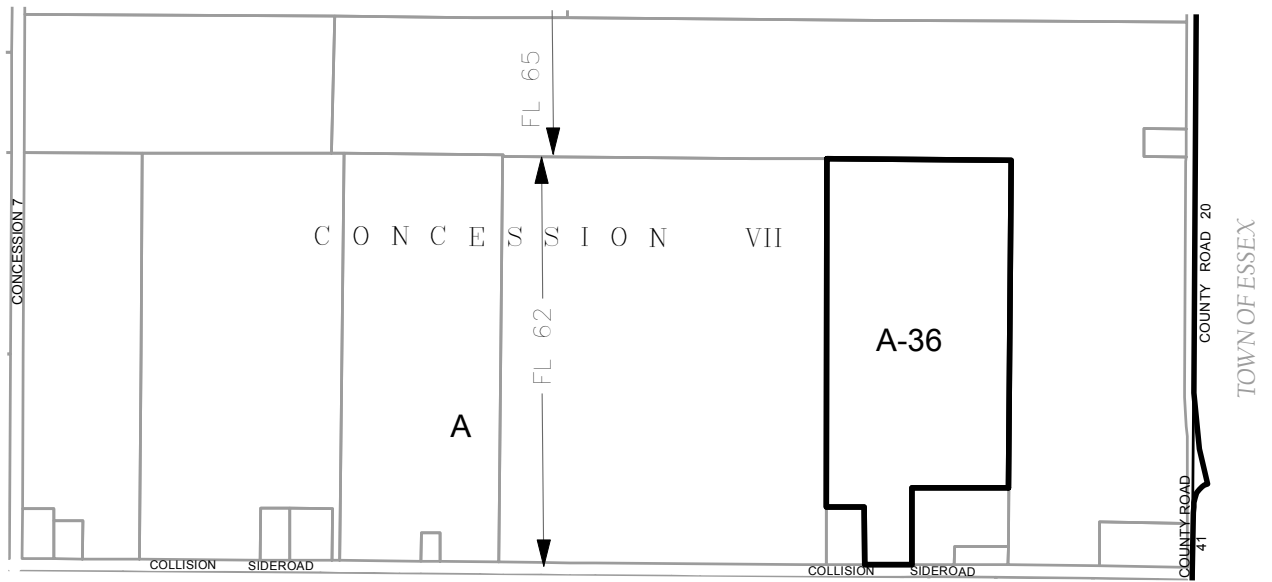 FL 65
CONCESSION 7
CONCESSION VII
COUNTY ROAD 20
TOWN OF ESSEX
FL 62
A-36
A
COUNTY ROAD
41
COLLISION SIDEROAD
COLLISION SIDEROAD